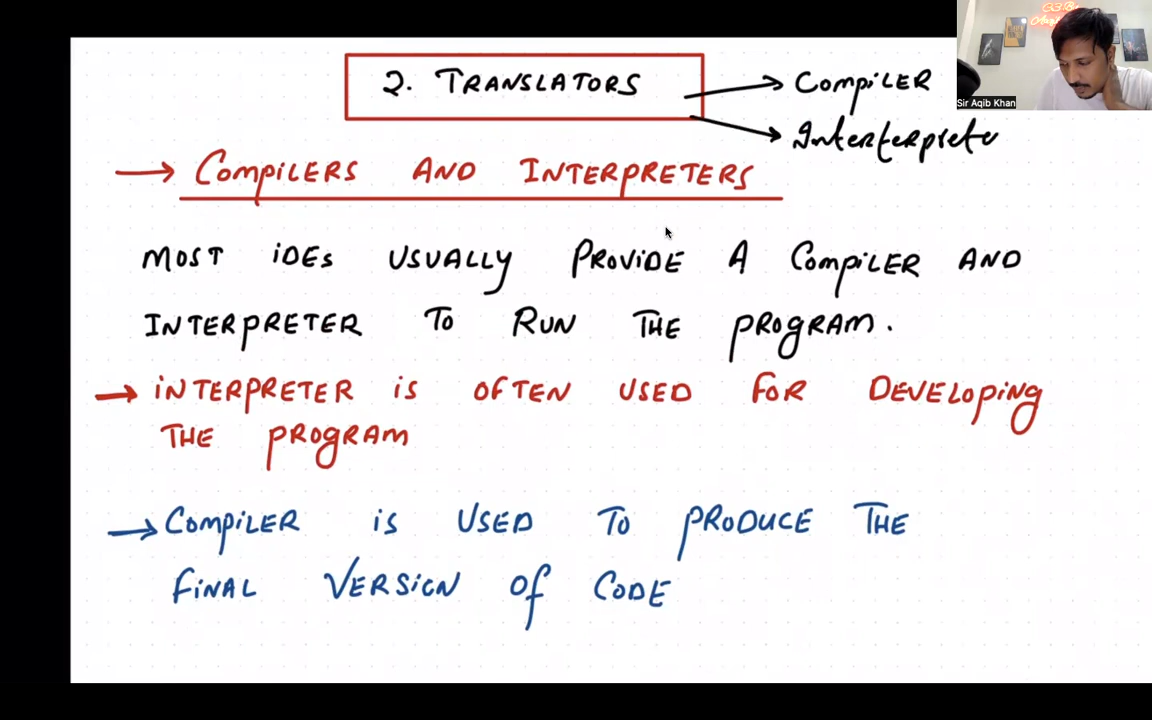 2. TRANSLATORS
COMPILER
Interterprete
COMPILERS AND INTERPRETERS
MOST IDEs USUALLY PROVIDE A COMPILER AND
INTERPRETER TO RUN THE PROGRAM.
INTERPRETER IS OFTEN USED FOR DEVELOPING
THE PROGRAM
COMPILER IS USED TO PRODUCE THE
FINAL VERSION OF CODE
Sir Aqib Khan